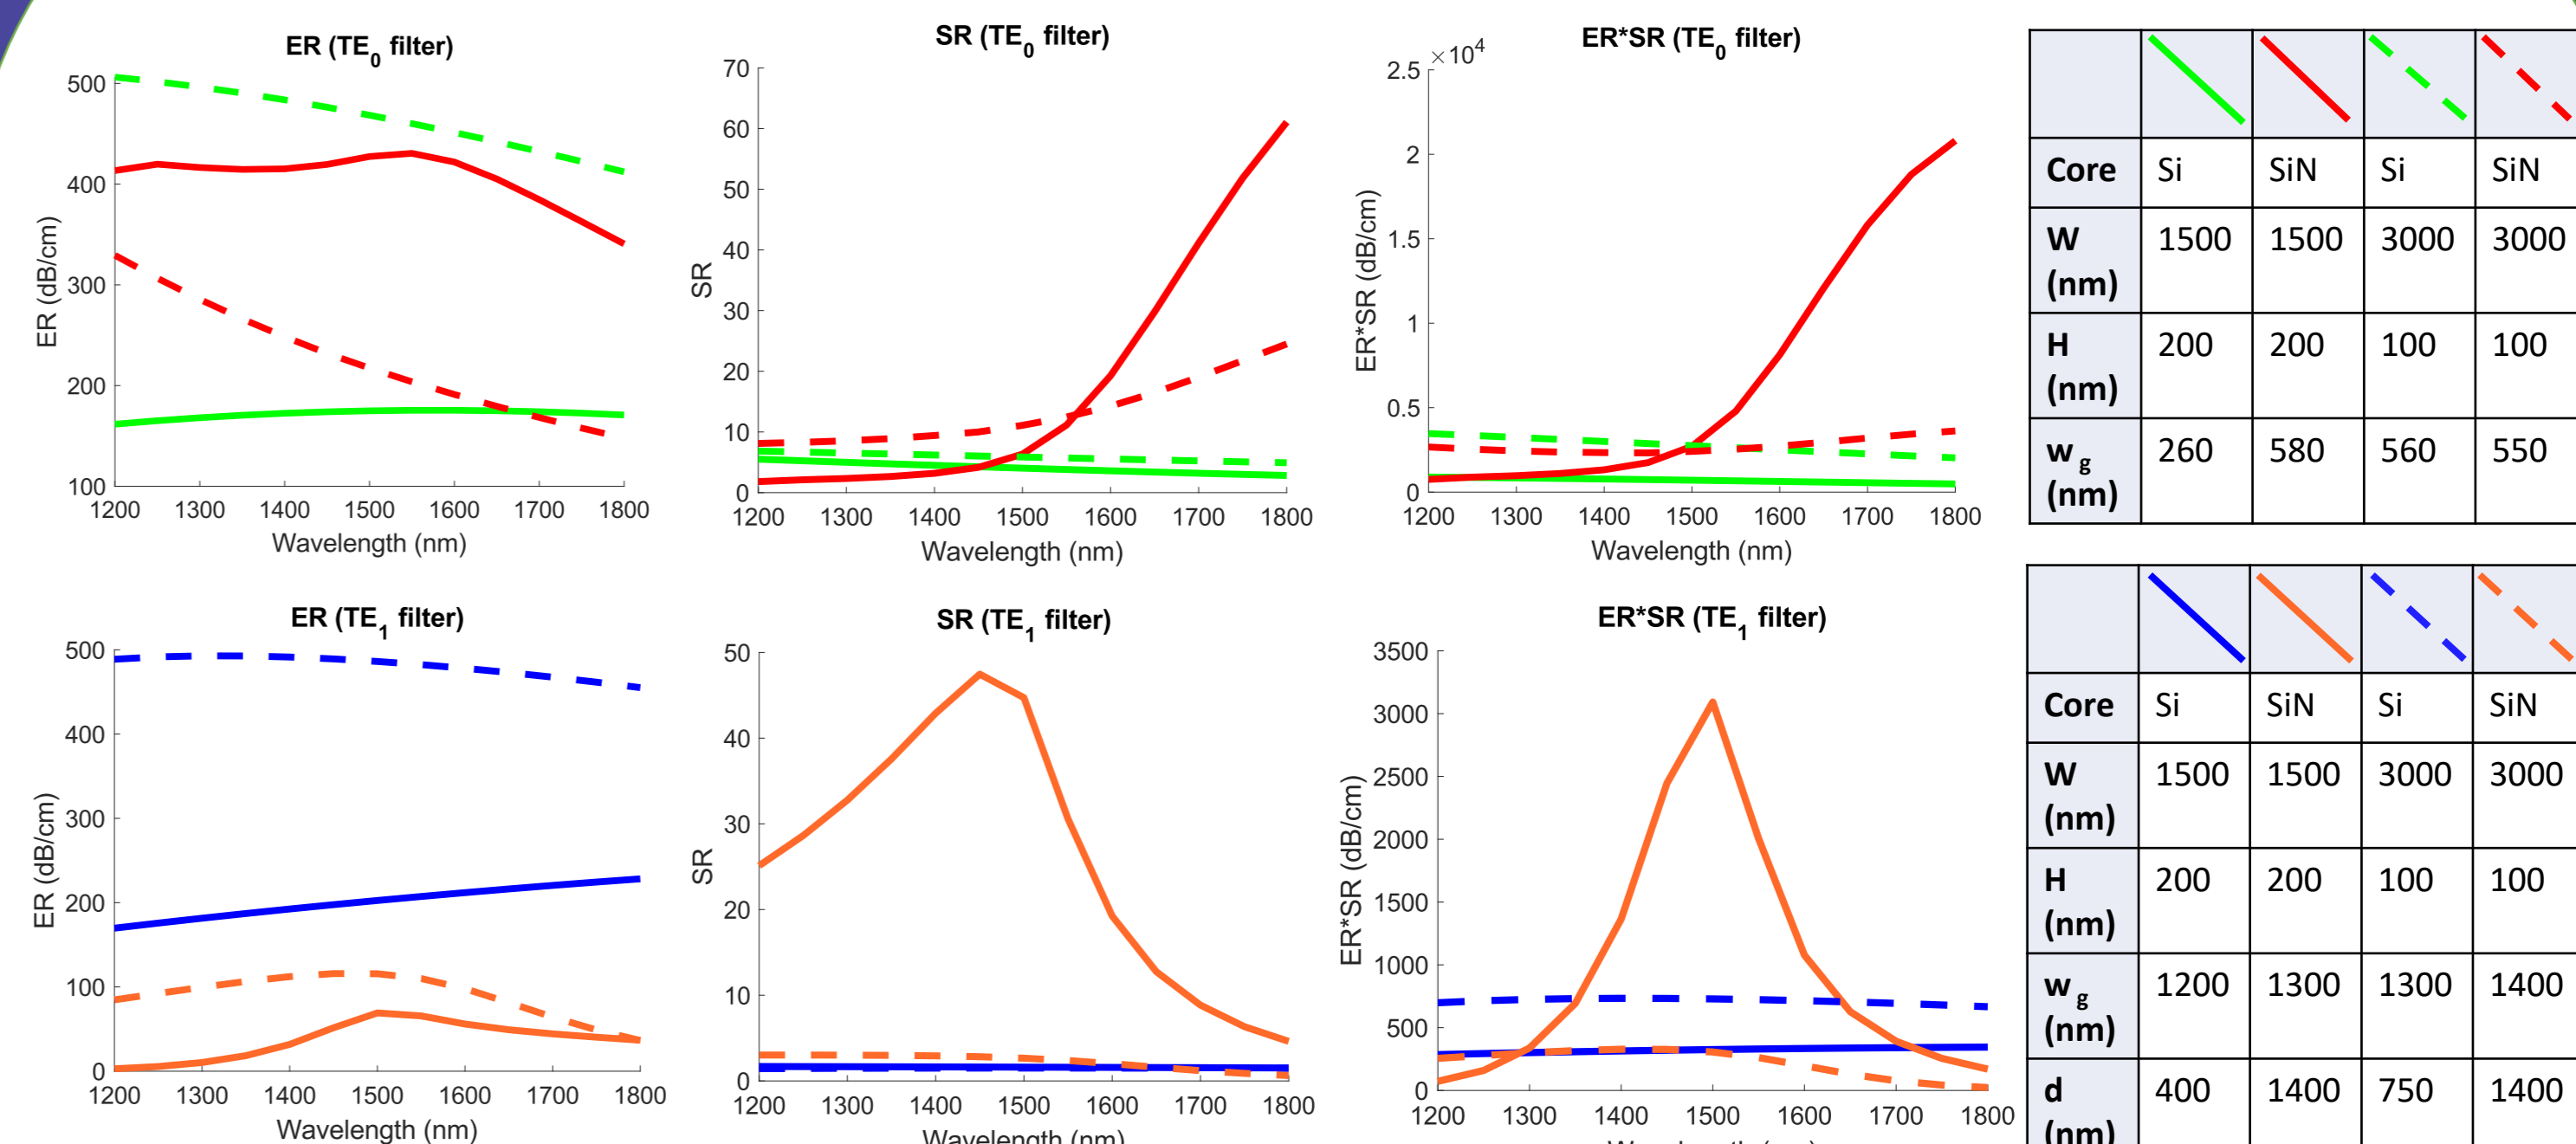 ER (TE0 filter)
500
400
300
200
100
ER (dB/cm)
1200 1300 1400 1500 1600 1700 1800
Wavelength (nm)
SR (TE0 filter)
70
60
50
40
30
20
10
0
SR
1200 1300 1400 1500 1600 1700 1800
Wavelength (nm)
ER*SR (TE0 filter)
×10^4
2.5
2
1.5
1
0.5
0
ER*SR (dB/cm)
1200 1300 1400 1500 1600 1700 1800
Wavelength (nm)
Core Si SiN Si SiN
W (nm) 1500 1500 3000 3000
H (nm) 200 200 100 100
w g (nm) 260 580 560 550
ER (TE1 filter)
500
400
300
200
100
0
ER (dB/cm)
1200 1300 1400 1500 1600 1700 1800
Wavelength (nm)
SR (TE1 filter)
50
40
30
20
10
0
SR
1200 1300 1400 1500 1600 1700 1800
Wavelength (nm)
ER*SR (TE1 filter)
3500
3000
2500
2000
1500
1000
500
0
ER*SR (dB/cm)
1200 1300 1400 1500 1600 1700 1800
Core Si SiN Si SiN
W (nm) 1500 1500 3000 3000
H (nm) 200 200 100 100
w g (nm) 1200 1300 1300 1400
d (nm) 400 1400 750 1400